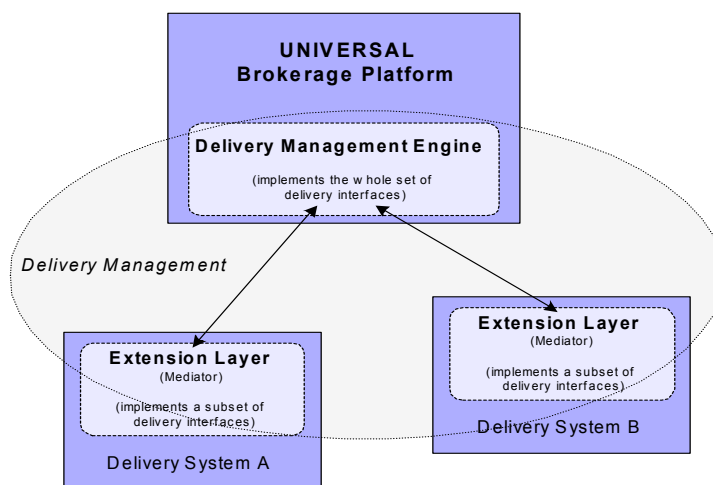 UNIVERSAL
Brokerage Platform
Delivery Management Engine
(implements the whole set of
delivery interfaces)
Delivery Management
Extension Layer
(Mediator)
(implements a subset of
delivery interfaces)
Delivery System A
Extension Layer
(Mediator)
(implements a subset of
delivery interfaces)
Delivery System B